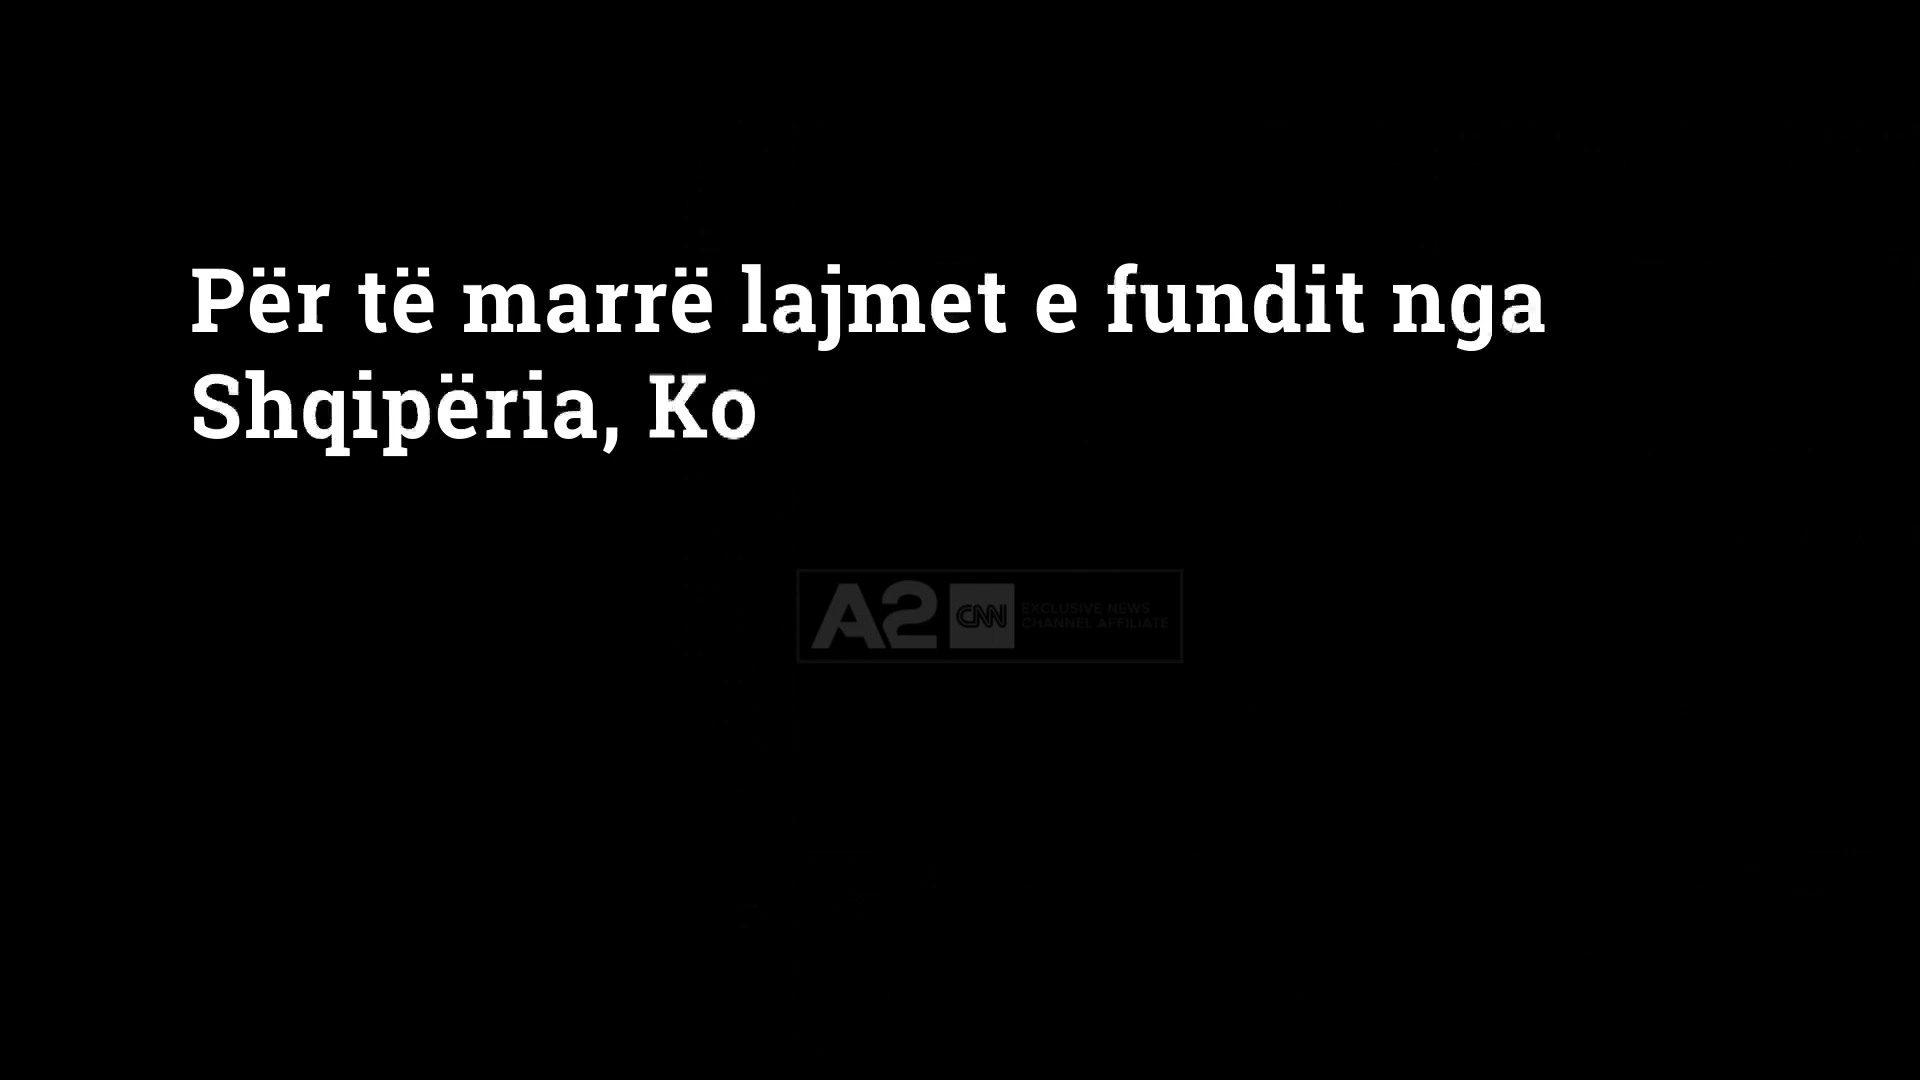 Për të marrë lajmet e fundit nga
Shqipëria, Ko
A2 CNN EXCLUSIVE NEWS
CHANNEL AFFILIATE